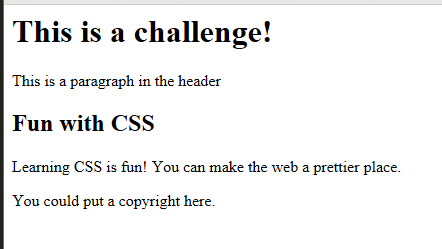 This is a challenge!
This is a paragraph in the header
Fun with CSS
Learning CSS is fun! You can make the web a prettier place.
You could put a copyright here.